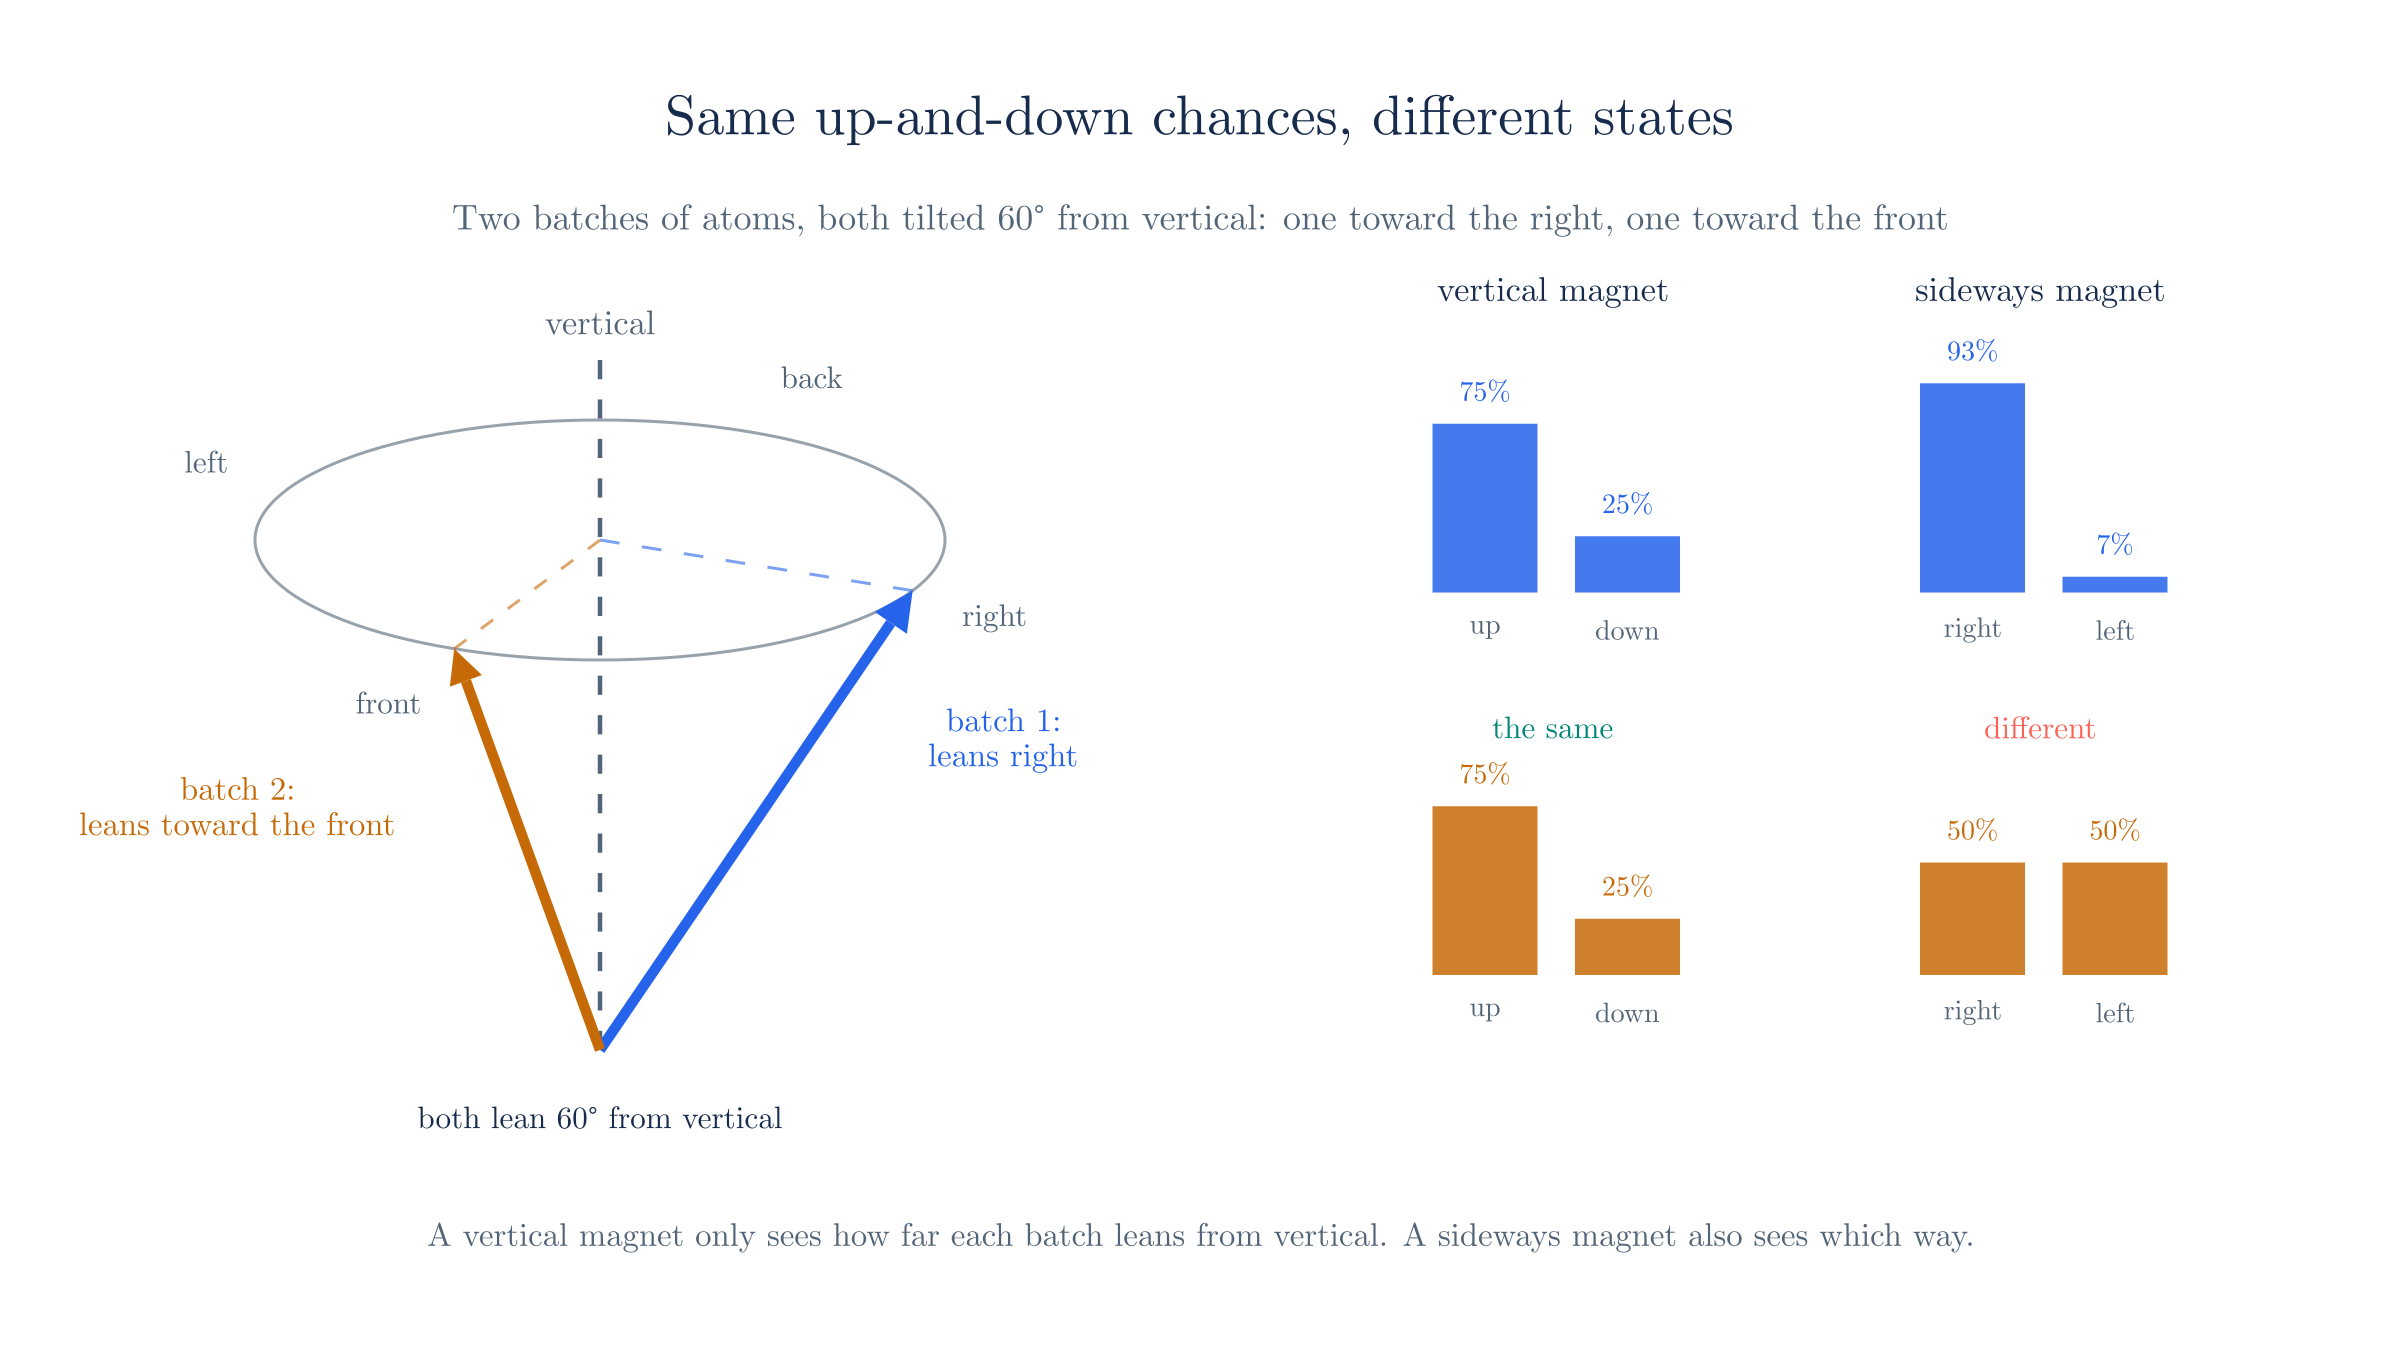 Same up-and-down chances, different states
Two batches of atoms, both tilted 60° from vertical: one toward the right, one toward the front
vertical
back
left
right
front
batch 1:
leans right
batch 2:
leans toward the front
both lean 60° from vertical
vertical magnet
75%
25%
up
down
sideways magnet
93%
7%
right
left
the same
75%
25%
up
down
different
50%
50%
right
left
A vertical magnet only sees how far each batch leans from vertical. A sideways magnet also sees which way.